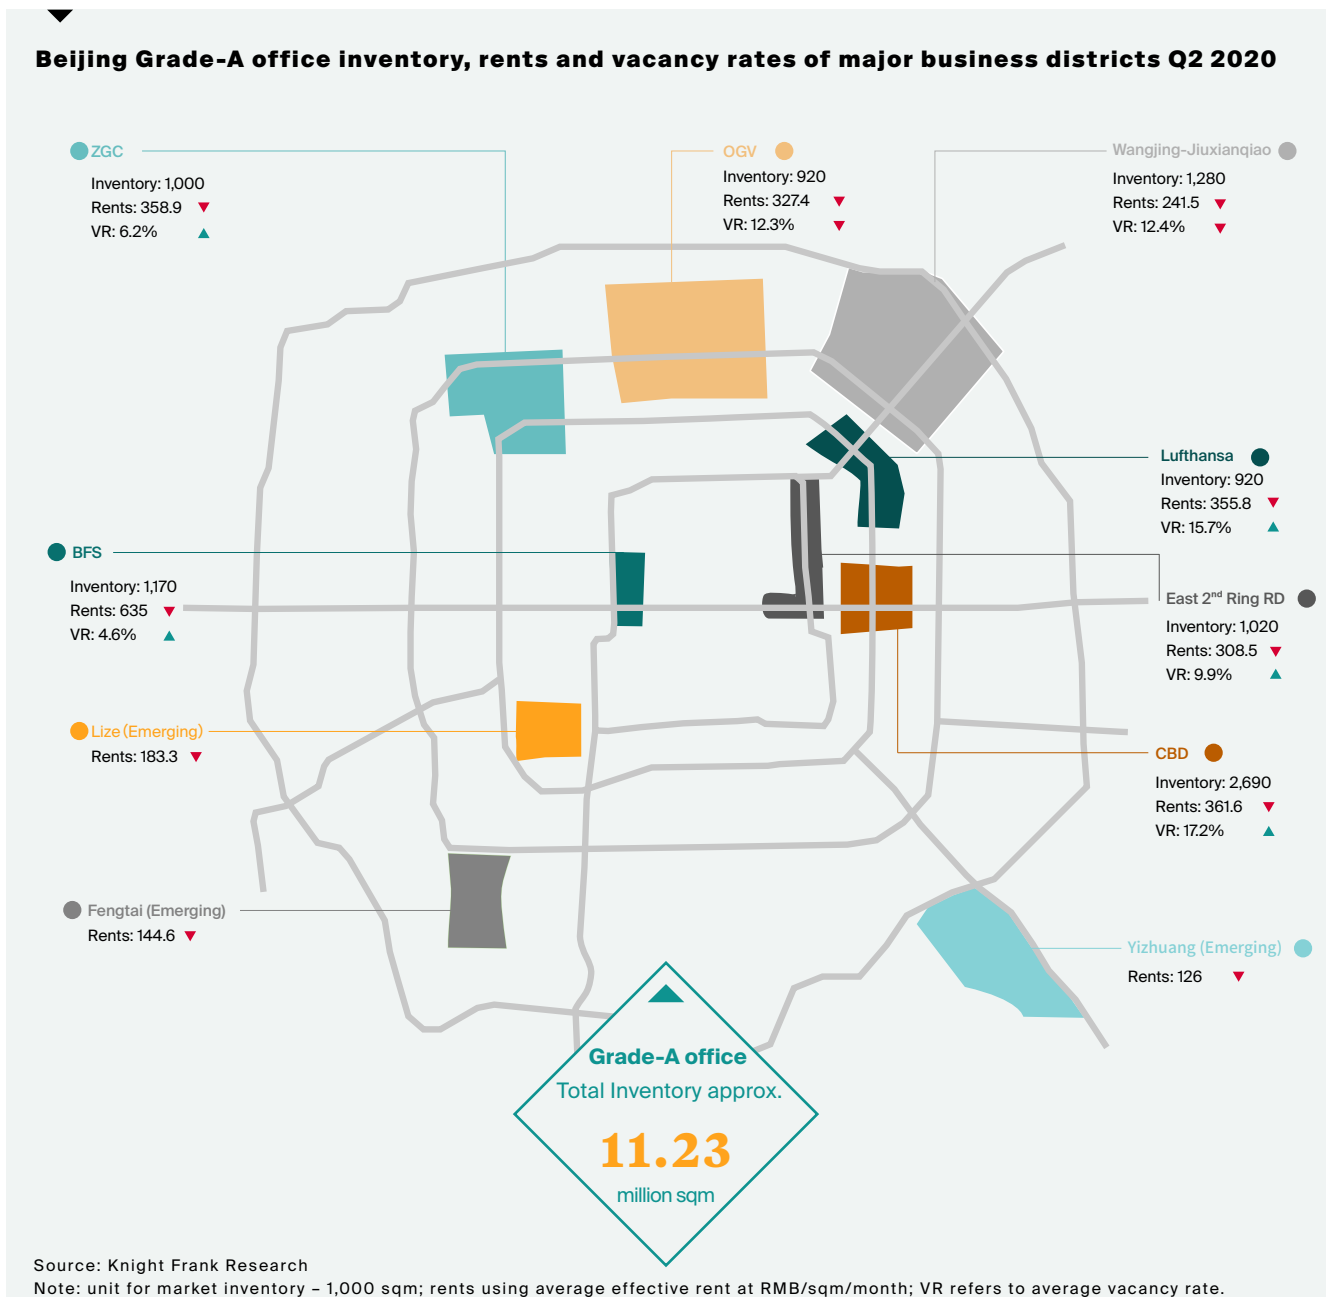 Beijing Grade-A office inventory, rents and vacancy rates of major business districts Q2 2020
ZGC
Inventory: 1,000
Rents: 358.9
VR: 6.2%
OGV
Inventory: 920
Rents: 327.4
VR: 12.3%
Wangjing-Jiuxianqiao
Inventory: 1,280
Rents: 241.5
VR: 12.4%
Lufthansa
Inventory: 920
Rents: 355.8
VR: 15.7%
BFS
Inventory: 1,170
Rents: 635
VR: 4.6%
East 2nd Ring RD
Inventory: 1,020
Rents: 308.5
VR: 9.9%
Lize (Emerging)
Rents: 183.3
CBD
Inventory: 2,690
Rents: 361.6
VR: 17.2%
Fengtai (Emerging)
Rents: 144.6
Yizhuang (Emerging)
Rents: 126
Grade-A office
Total Inventory approx.
11.23
million sqm
Source: Knight Frank Research
Note: unit for market inventory – 1,000 sqm; rents using average effective rent at RMB/sqm/month; VR refers to average vacancy rate.